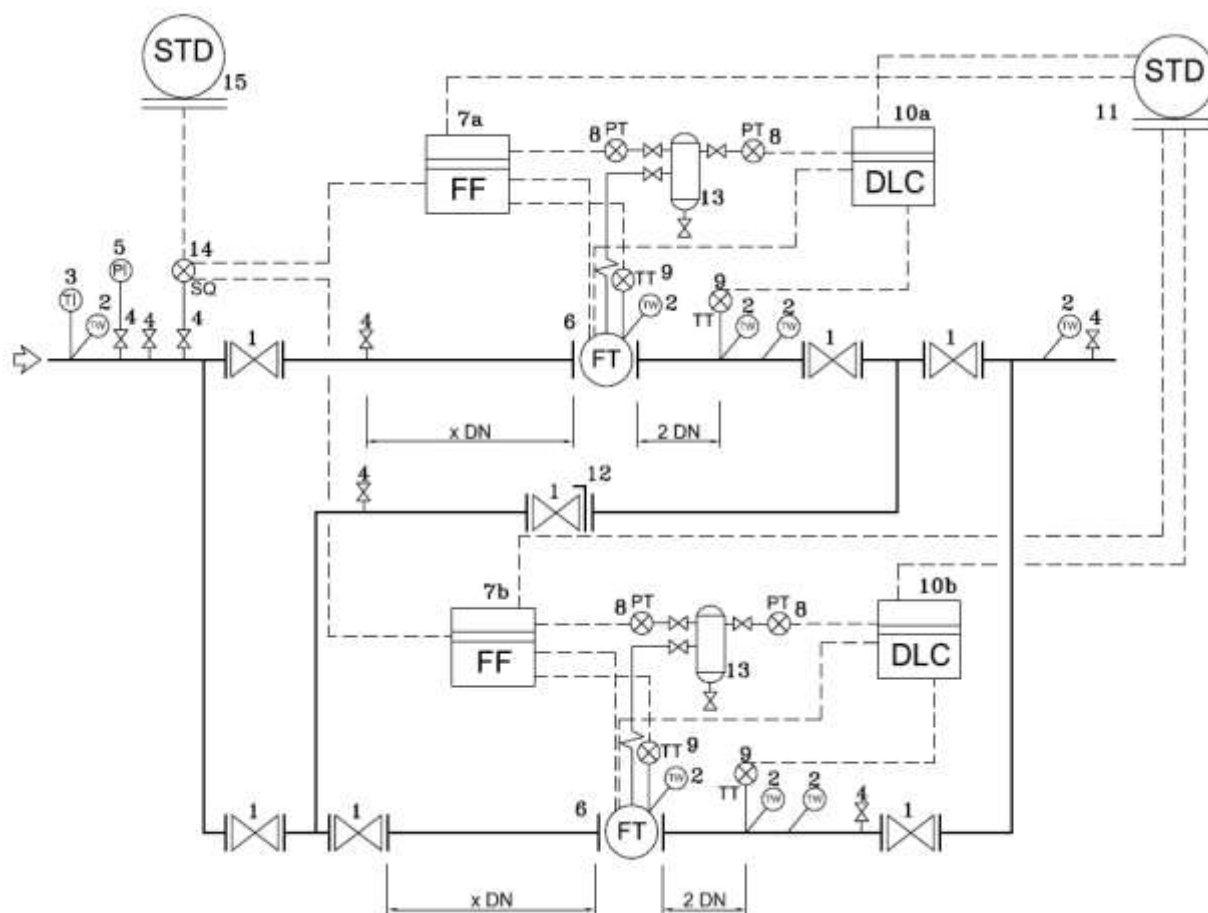 STD
15
STD
11
7a
FF
8 PT
PT 8
13
10a
DLC
5
PI
14
SQ
3
TI
2
TW
4
4
4
TT 9
TW 2
9
TT
2
TW
2
TW
2
TW
4
1
4
6
FT
1
1
x DN
2 DN
4
1
12
7b
FF
8 PT
PT 8
13
10b
DLC
TT 9
TW 2
9
TT
2
TW
2
TW
4
1
1
1
6
FT
x DN
2 DN